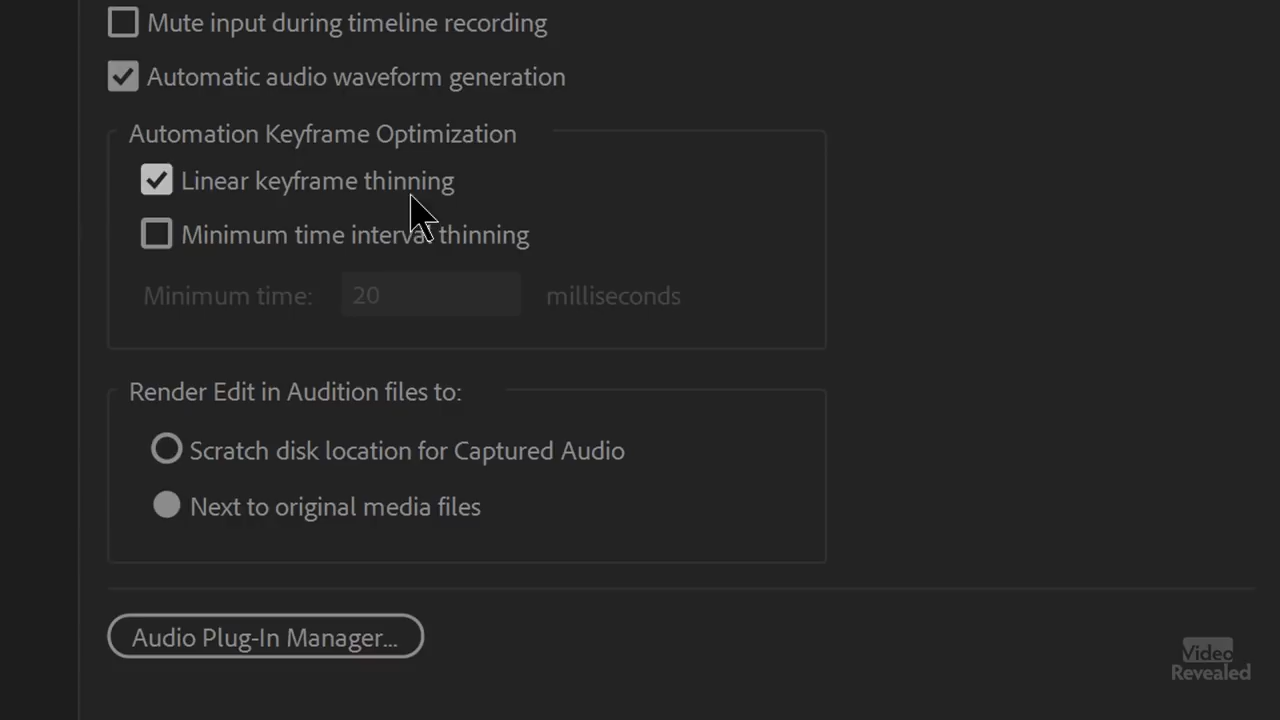 Mute input during timeline recording
Automatic audio waveform generation
Automation Keyframe Optimization
Linear keyframe thinning
Minimum time interval thinning
Minimum time: 20 milliseconds
Render Edit in Audition files to:
Scratch disk location for Captured Audio
Next to original media files
Audio Plug-In Manager...
Video
Revealed